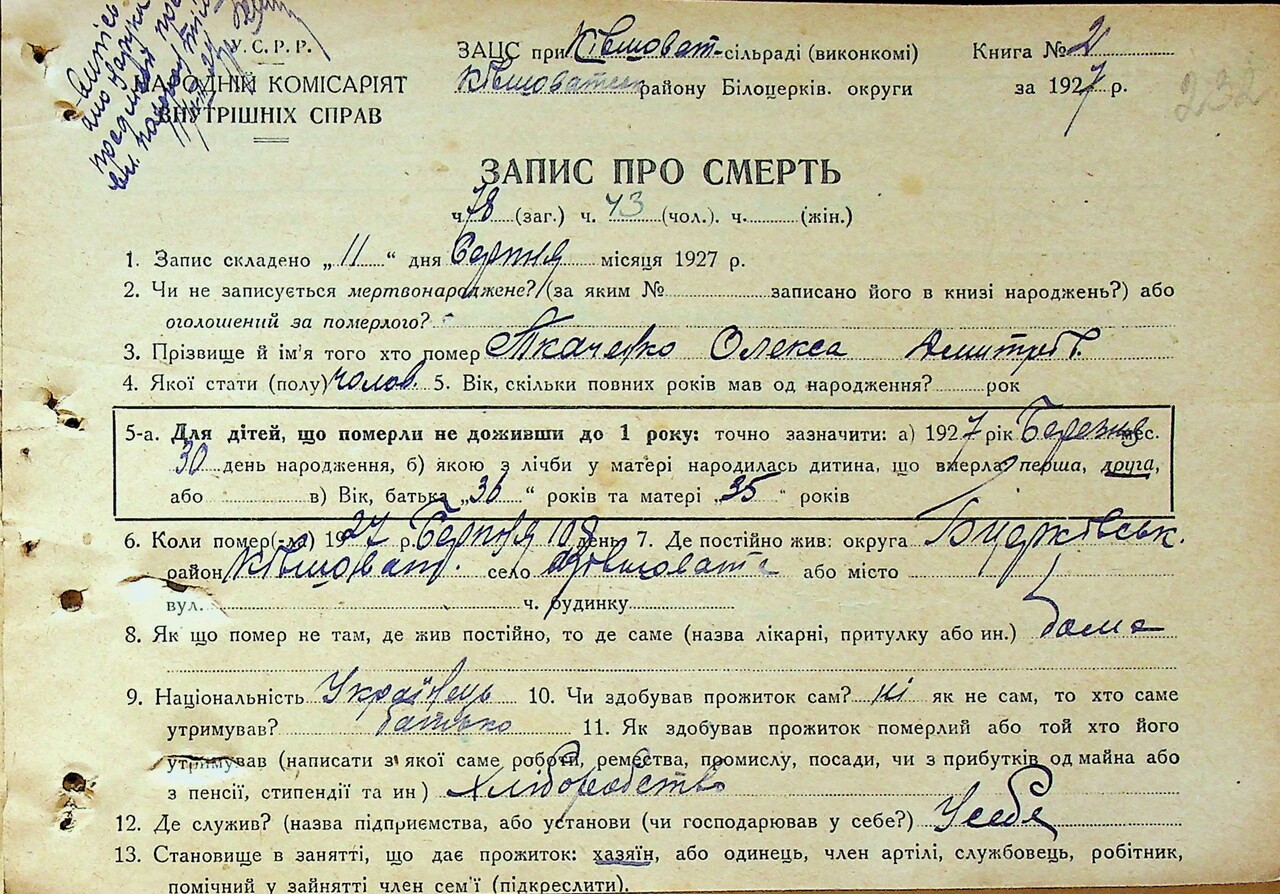 У.С.Р.Р.
НАРОДНІЙ КОМІСАРІЯТ
ВНУТРІШНІХ СПРАВ
ЗАЦС при Ківшоват-сільраді (виконкомі)
Ківшоватськ району Білоцерків. округи
Книга № 2
за 1927 р.
232
ЗАПИС ПРО СМЕРТЬ
ч. 78 (заг.) ч. 43 (чол.). ч. (жін.)
1. Запис складено „11“ дня Серпня місяця 1927 р.
2. Чи не записується мертвонароджене? (за яким № записано його в книзі народжень?) або
оголошений за померлого?
3. Прізвище й ім'я того хто помер Ткаченко Олекса Дмитров.
4. Якої стати (полу) чолов. 5. Вік, скільки повних років мав од народження? рок
5-а. Для дітей, що померли не доживши до 1 року: точно зазначити: а) 1927 рік Березня мес.
30 день народження, б) якою з лічби у матері народилась дитина, що вмерла: перша, друга,
або в) Вік, батька „36“ років та матері „35“ років
6. Коли помер(-ла) 1927 р. Серпня 10 день 7. Де постійно жив: округа Б.церківськ.
район Ківшоват. село Ківшовата або місто
вул. ч. будинку
8. Як що помер не там, де жив постійно, то де саме (назва лікарні, притулку або ин.) дома
9. Національність Українець 10. Чи здобував прожиток сам? ні як не сам, то хто саме
утримував? батько 11. Як здобував прожиток померлий або той хто його
утримував (написати з якої саме роботи, ремества, промислу, посади, чи з прибутків од майна або
з пенсії, стипендії та ин) Хліборобство
12. Де служив? (назва підприємства, або установи (чи господарював у себе?) У себе
13. Становище в занятті, що дає прожиток: хазяїн, або одинець, член артілі, службовець, робітник,
помічний у зайнятті член сем'ї (підкреслити).